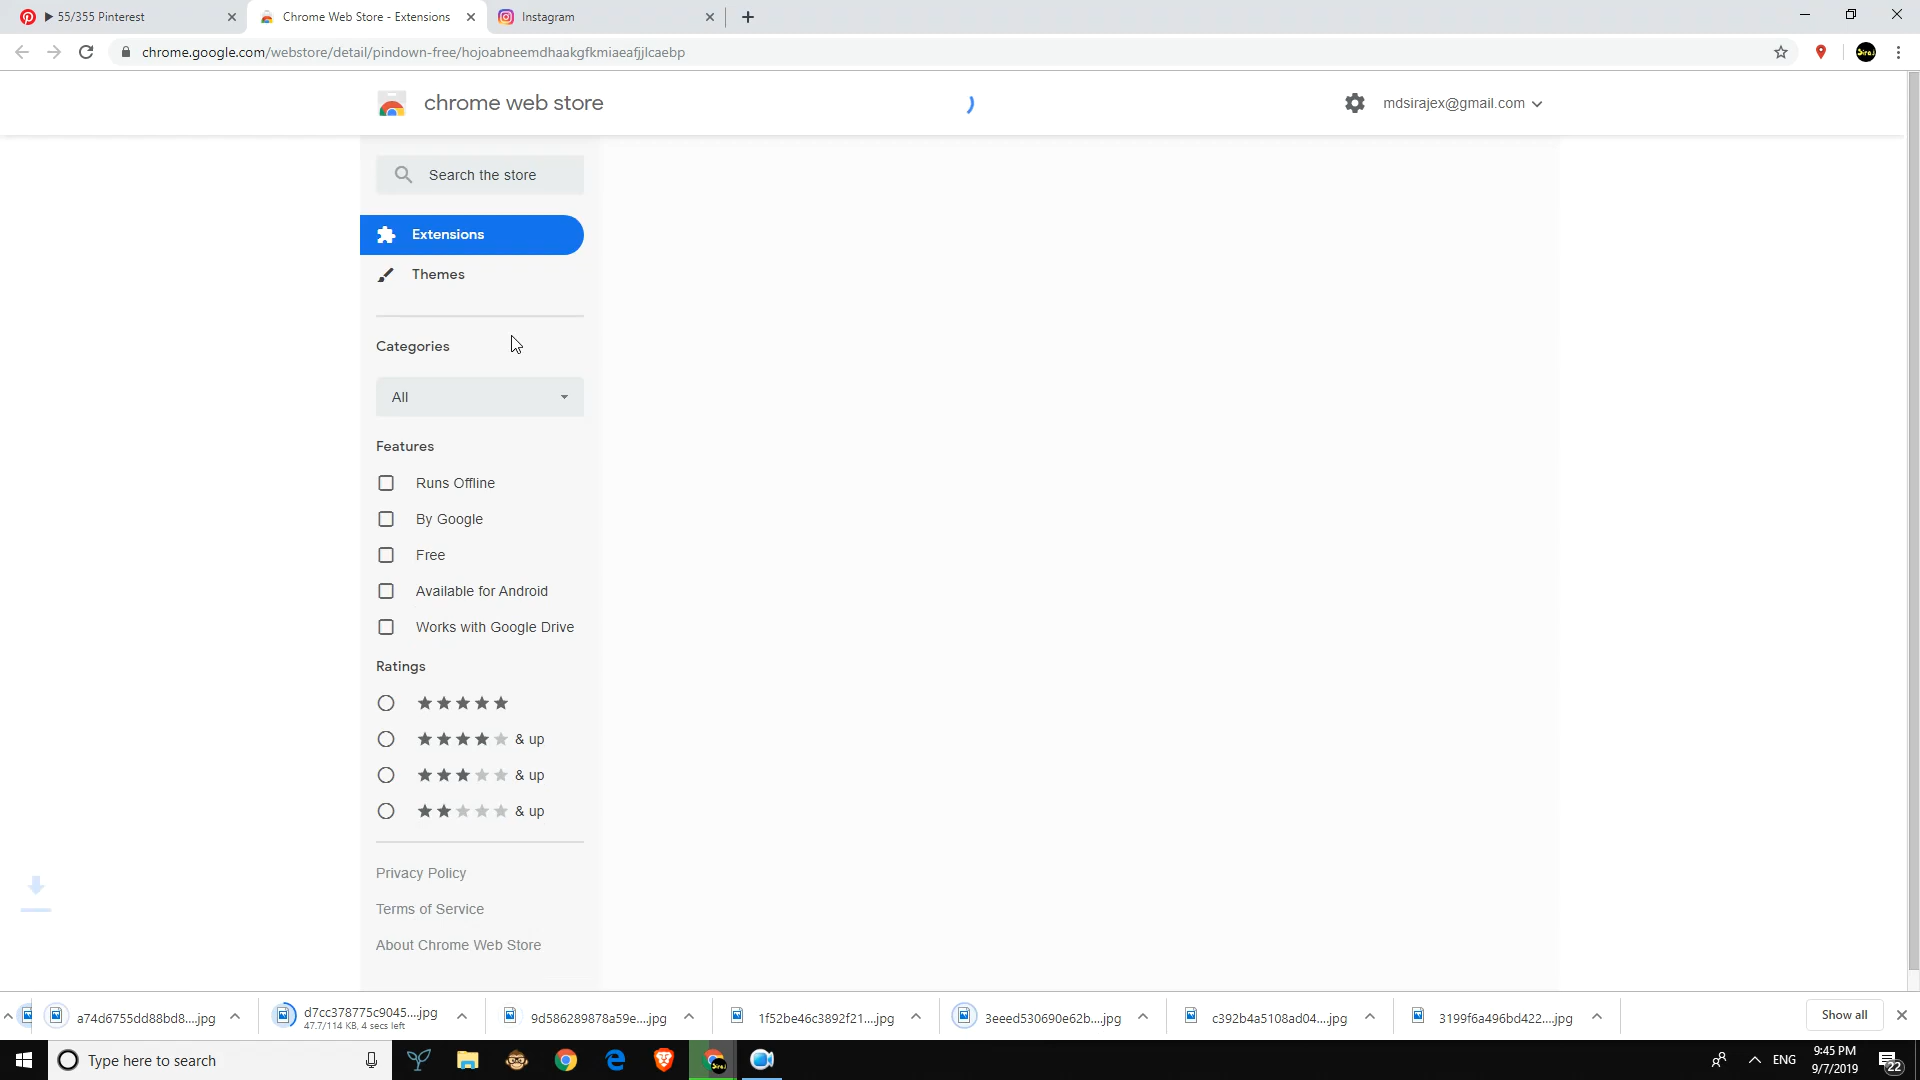 ▶ 55/355 Pinterest
Chrome Web Store - Extensions
Instagram
chrome.google.com/webstore/detail/pindown-free/hojoabneemdhaakgfkmiaeafjjlcaebp
chrome web store
mdsirajex@gmail.com
Search the store
Extensions
Themes
Categories
All
Features
Runs Offline
By Google
Free
Available for Android
Works with Google Drive
Ratings
& up
& up
& up
Privacy Policy
Terms of Service
About Chrome Web Store
a74d6755dd88bd8....jpg
d7cc378775c9045....jpg
47.7/114 KB, 4 secs left
9d586289878a59e....jpg
1f52be46c3892f21....jpg
3eeed530690e62b....jpg
c392b4a5108ad04....jpg
3199f6a496bd422....jpg
Show all
Type here to search
ENG
9:45 PM
9/7/2019
22